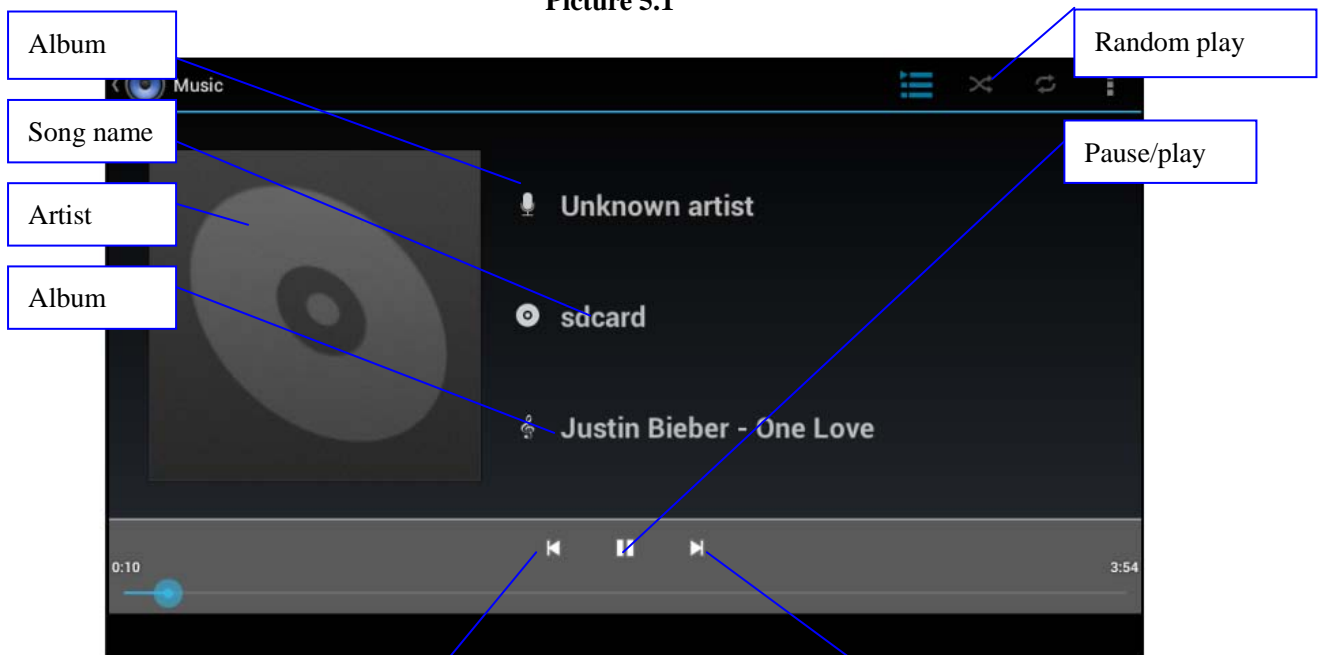 Picture 5.1
Album
Random play
Music
Song name
Pause/play
Artist
Unknown artist
Album
sdcard
Justin Bieber - One Love
0:10
3:54